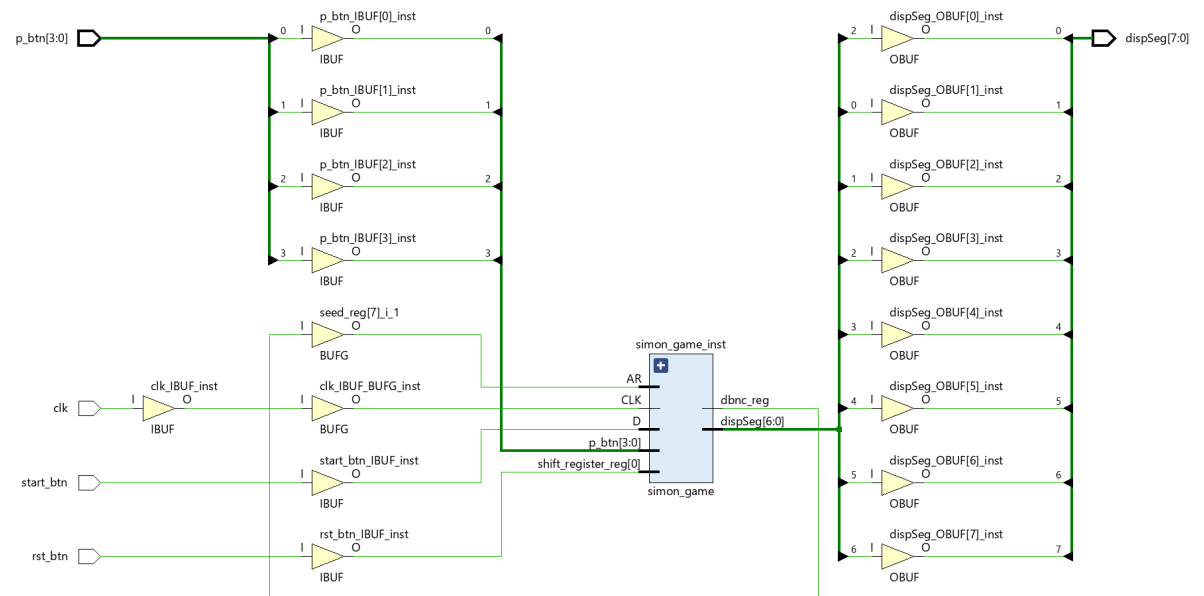 p_btn[3:0]
0
I
p_btn_IBUF[0]_inst
O
IBUF
0
1
I
p_btn_IBUF[1]_inst
O
IBUF
1
2
I
p_btn_IBUF[2]_inst
O
IBUF
2
3
I
p_btn_IBUF[3]_inst
O
IBUF
3
I
seed_reg[7]_i_1
O
BUFG
clk
I
clk_IBUF_inst
O
IBUF
I
clk_IBUF_BUFG_inst
O
BUFG
start_btn
I
start_btn_IBUF_inst
O
IBUF
rst_btn
I
rst_btn_IBUF_inst
O
IBUF
simon_game_inst
AR
CLK
D
p_btn[3:0]
shift_register_reg[0]
dbnc_reg
dispSeg[6:0]
simon_game
2
I
dispSeg_OBUF[0]_inst
O
OBUF
0
dispSeg[7:0]
0
I
dispSeg_OBUF[1]_inst
O
OBUF
1
1
I
dispSeg_OBUF[2]_inst
O
OBUF
2
2
I
dispSeg_OBUF[3]_inst
O
OBUF
3
3
I
dispSeg_OBUF[4]_inst
O
OBUF
4
4
I
dispSeg_OBUF[5]_inst
O
OBUF
5
5
I
dispSeg_OBUF[6]_inst
O
OBUF
6
6
I
dispSeg_OBUF[7]_inst
O
OBUF
7